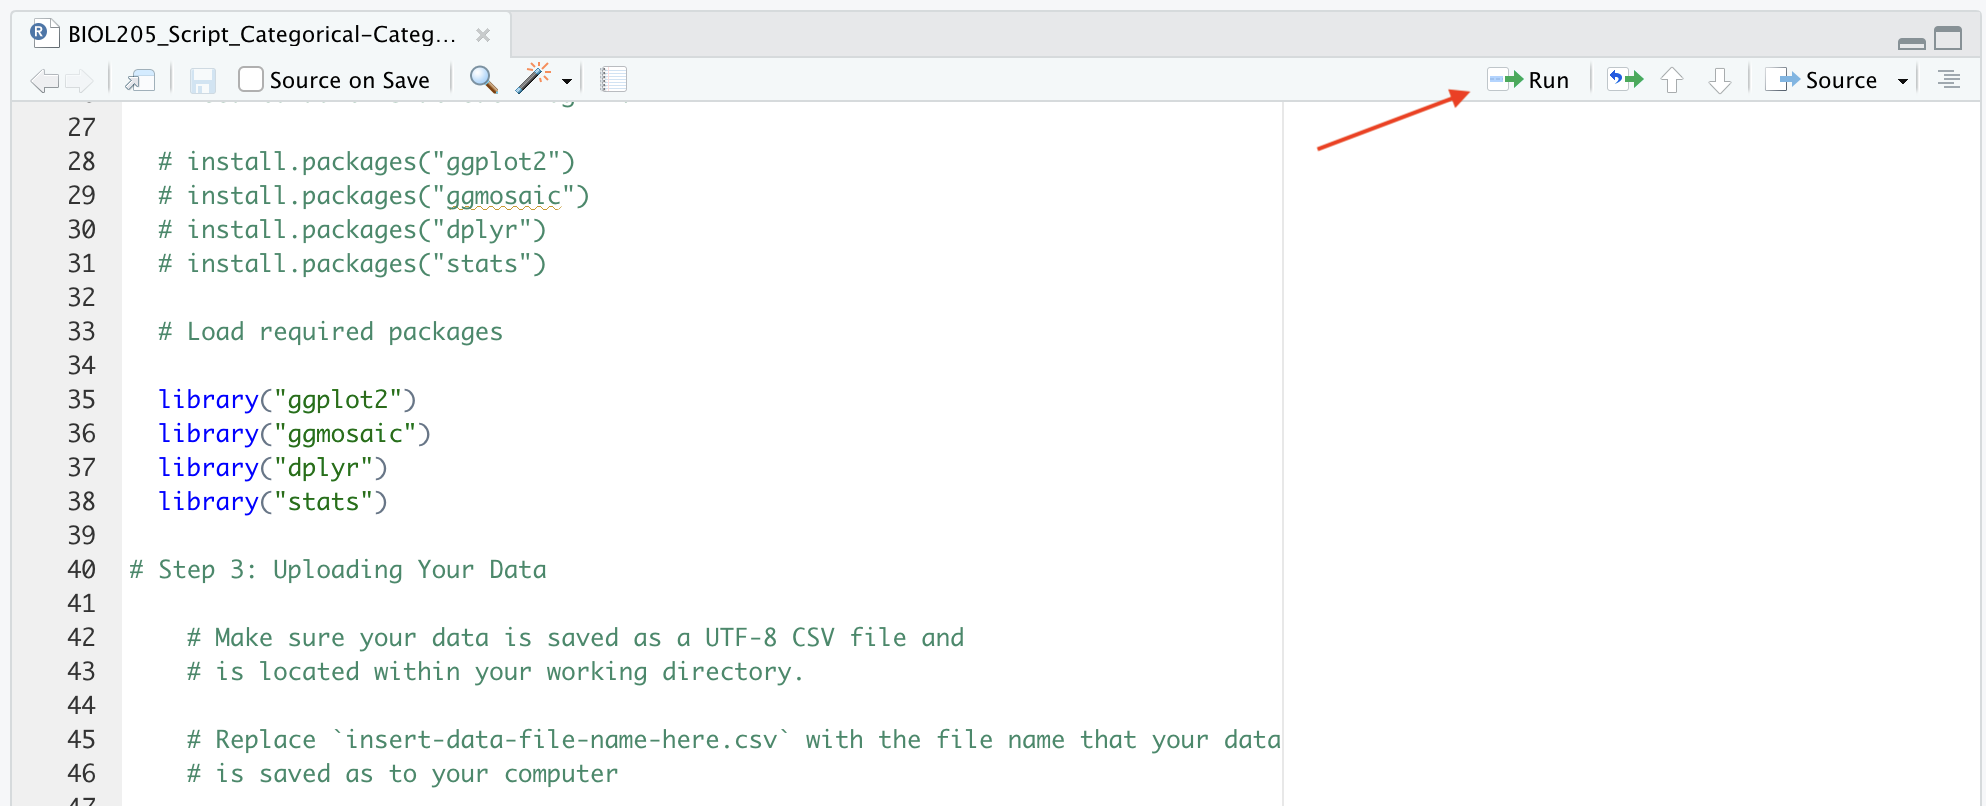 BIOL205_Script_Categorical-Categ...
Source on Save
Run
Source
27
28 # install.packages("ggplot2")
29 # install.packages("ggmosaic")
30 # install.packages("dplyr")
31 # install.packages("stats")
32
33 # Load required packages
34
35 library("ggplot2")
36 library("ggmosaic")
37 library("dplyr")
38 library("stats")
39
40 # Step 3: Uploading Your Data
41
42 # Make sure your data is saved as a UTF-8 CSV file and
43 # is located within your working directory.
44
45 # Replace `insert-data-file-name-here.csv` with the file name that your data
46 # is saved as to your computer
47